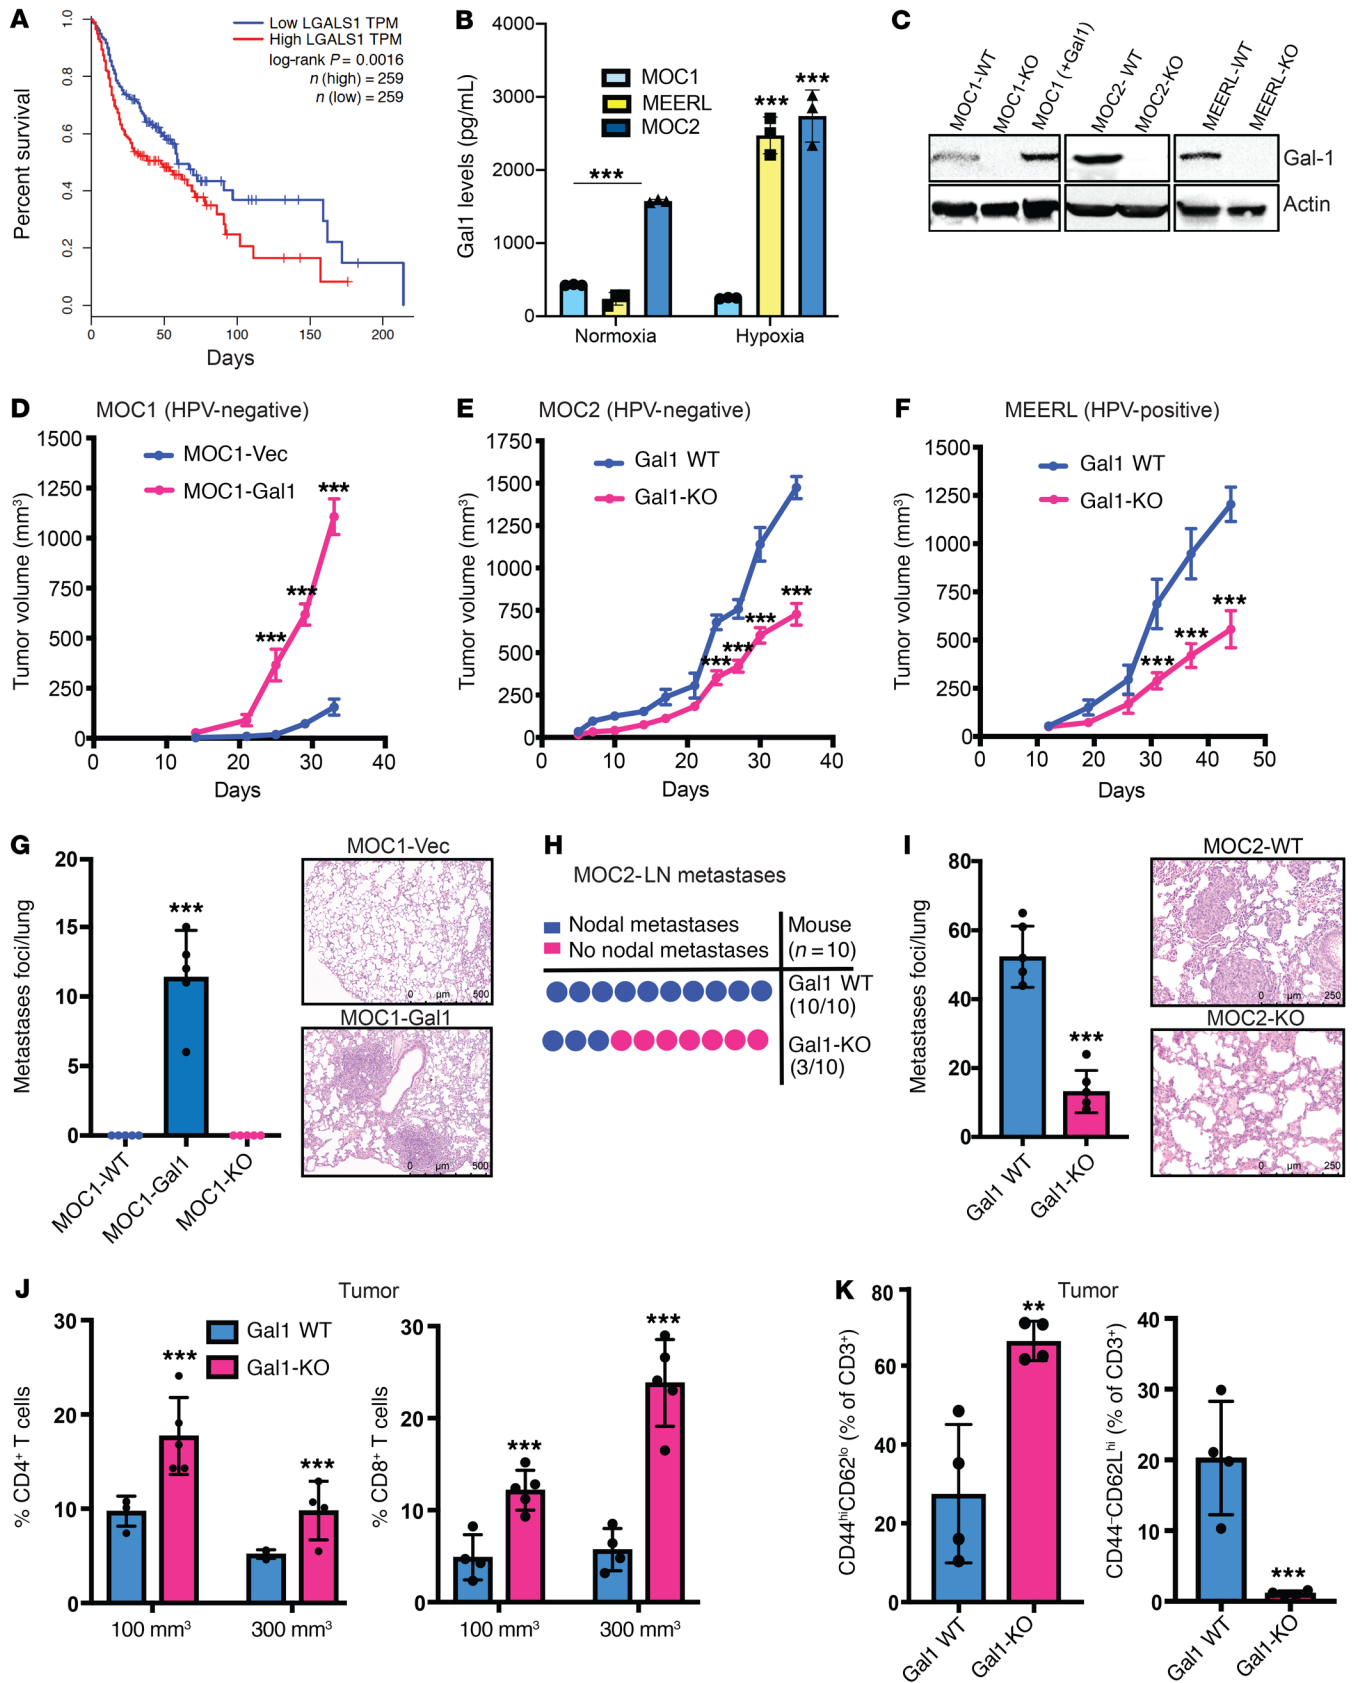 A
Percent survival
1.0
0.8
0.6
0.4
0.2
0.0
0
50
100
150
200
Days
Low LGALS1 TPM
High LGALS1 TPM
log-rank P = 0.0016
n (high) = 259
n (low) = 259
B
Gal1 levels (pg/mL)
4000
3000
2000
1000
0
MOC1
MEERL
MOC2
***
***
***
Normoxia
Hypoxia
C
MOC1-WT
MOC1-KO
MOC1 (+Gal1)
MOC2- WT
MOC2-KO
MEERL-WT
MEERL-KO
Gal-1
Actin
D
MOC1 (HPV-negative)
Tumor volume (mm³)
1500
1250
1000
750
500
250
0
MOC1-Vec
MOC1-Gal1
***
***
***
0
10
20
30
40
Days
E
MOC2 (HPV-negative)
Tumor volume (mm³)
1750
1500
1250
1000
750
500
250
0
Gal1 WT
Gal1-KO
***
***
***
***
0
10
20
30
40
Days
F
MEERL (HPV-positive)
Tumor volume (mm³)
1500
1250
1000
750
500
250
0
Gal1 WT
Gal1-KO
***
***
***
0
10
20
30
40
50
Days
G
Metastases foci/lung
20
15
10
5
0
***
MOC1-WT
MOC1-Gal1
MOC1-KO
MOC1-Vec
0 µm 500
MOC1-Gal1
0 µm 500
H
MOC2-LN metastases
Nodal metastases
No nodal metastases
Mouse
(n = 10)
Gal1 WT
(10/10)
Gal1-KO
(3/10)
I
Metastases foci/lung
80
60
40
20
0
***
Gal1 WT
Gal1-KO
MOC2-WT
0 µm 250
MOC2-KO
0 µm 250
J
Tumor
% CD4⁺ T cells
30
20
10
0
Gal1 WT
Gal1-KO
***
***
100 mm³
300 mm³
% CD8⁺ T cells
30
20
10
0
***
***
100 mm³
300 mm³
K
Tumor
CD44ʰⁱCD62ˡᵒ (% of CD3⁺)
80
60
40
20
0
**
Gal1 WT
Gal1-KO
CD44⁻CD62Lʰⁱ (% of CD3⁺)
40
30
20
10
0
***
Gal1 WT
Gal1-KO